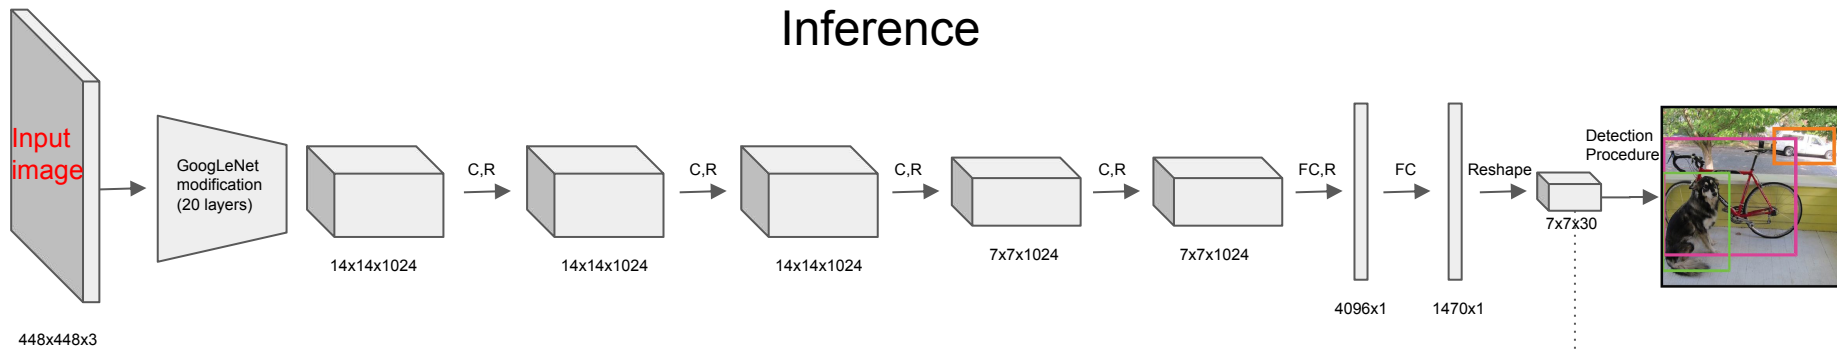 Inference
Input
image
448x448x3
GoogLeNet
modification
(20 layers)
14x14x1024
C,R
14x14x1024
C,R
14x14x1024
C,R
7x7x1024
C,R
7x7x1024
FC,R
4096x1
FC
1470x1
Reshape
7x7x30
Detection
Procedure